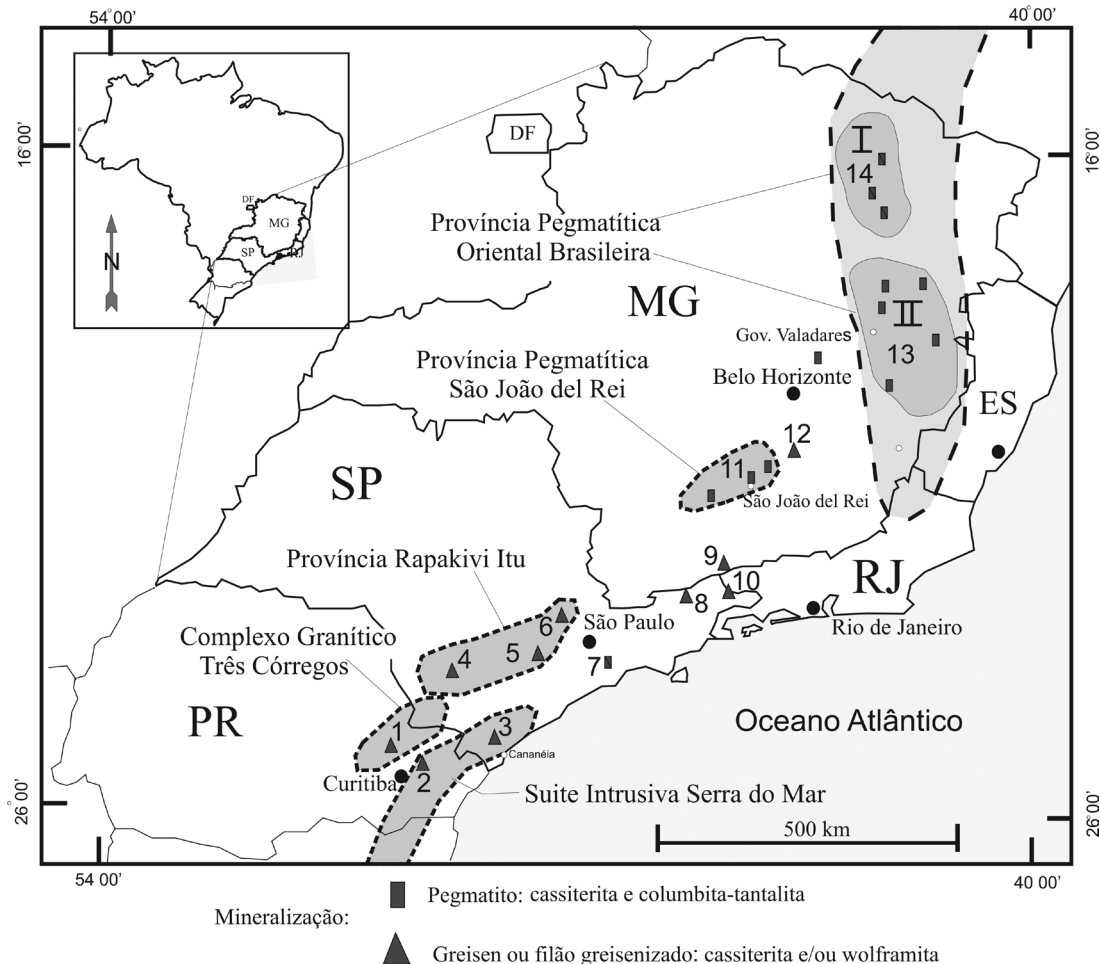 54°00'
40°00'
16°00'
16°00'
DF
I
14
Província Pegmatítica
Oriental Brasileira
DF
MG
SP
RJ
N
MG
II
Gov. Valadares
13
Província Pegmatítica
São João del Rei
Belo Horizonte
ES
12
11
SP
São João del Rei
Província Rapakivi Itu
9
10
RJ
8
6
São Paulo
Rio de Janeiro
Complexo Granítico
Três Córregos
5
4
7
PR
1
3
Oceano Atlântico
Cananéia
Curitiba
2
Suite Intrusiva Serra do Mar
26°00'
26°00'
500 km
54 00'
40 00'
Pegmatito: cassiterita e columbita-tantalita
Mineralização:
Greisen ou filão greisenizado: cassiterita e/ou wolframita